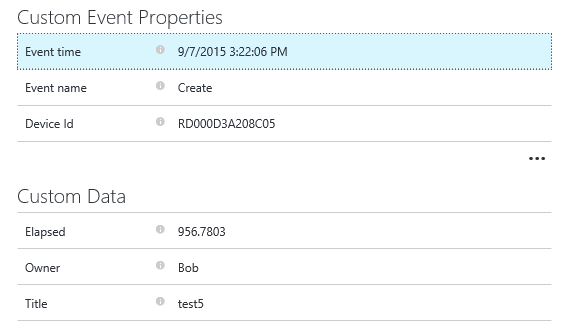 Custom Event Properties
Event time 9/7/2015 3:22:06 PM
Event name Create
Device Id RD000D3A208C05
Custom Data
Elapsed 956.7803
Owner Bob
Title test5